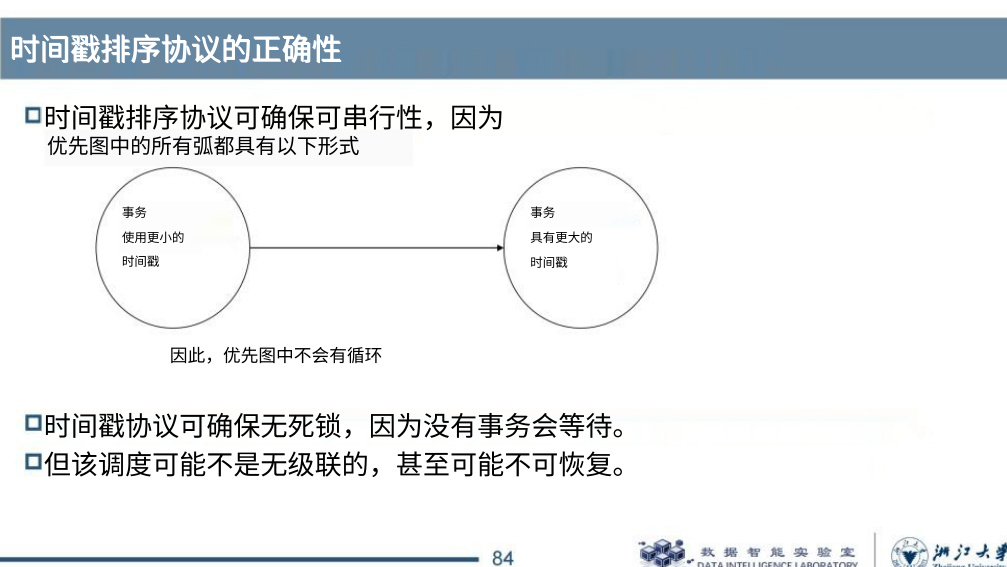 时间戳排序协议的正确性
时间戳排序协议可确保可串行性，因为
优先图中的所有弧都具有以下形式
事务
使用更小的
时间戳
事务
具有更大的
时间戳
因此，优先图中不会有循环
时间戳协议可确保无死锁，因为没有事务会等待。
但该调度可能不是无级联的，甚至可能不可恢复。
84
数据智能实验室
DATA INTELLIGENCE LABORATORY
浙江大学
Zhejiang University